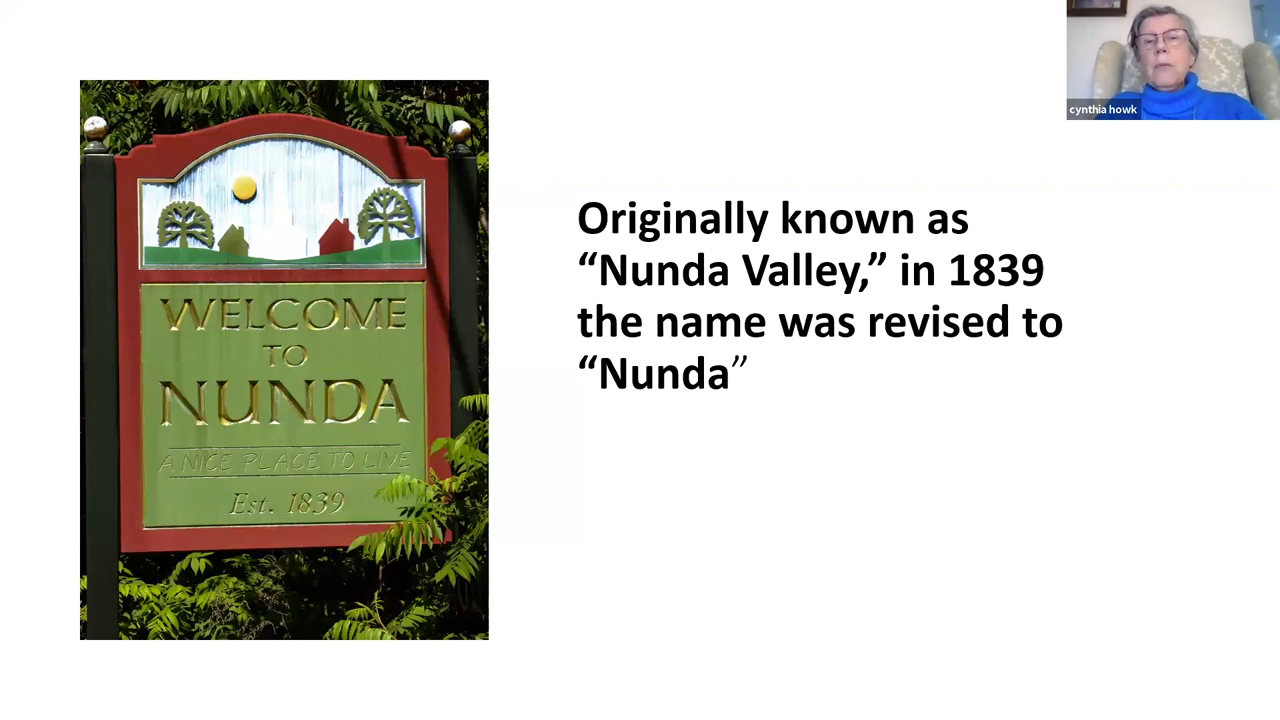 cynthia howk
WELCOME
TO
NUNDA
A NICE PLACE TO LIVE
Est. 1839
Originally known as
“Nunda Valley,” in 1839
the name was revised to
“Nunda”